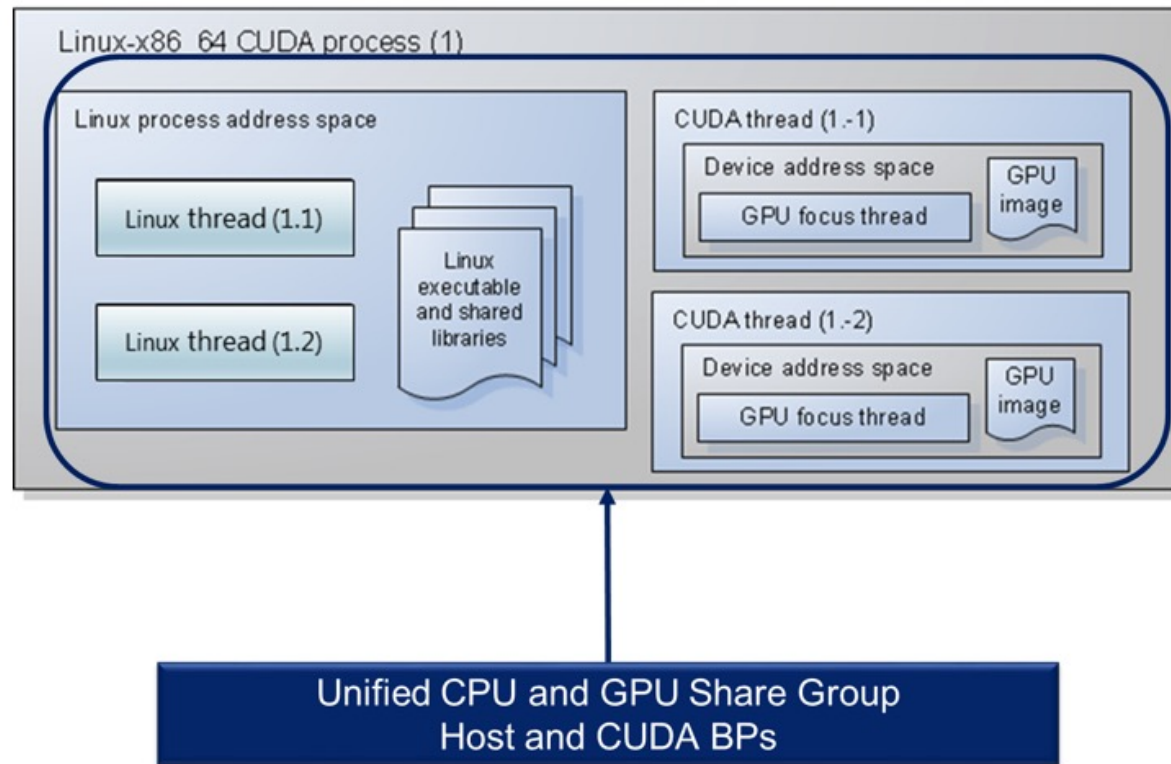 Linux-x86_64 CUDA process (1)
Linux process address space
Linux thread (1.1)
Linux thread (1.2)
Linux
executable
and shared
libraries
CUDA thread (1.-1)
Device address space
GPU focus thread
GPU
image
CUDA thread (1.-2)
Device address space
GPU focus thread
GPU
image
Unified CPU and GPU Share Group
Host and CUDA BPs